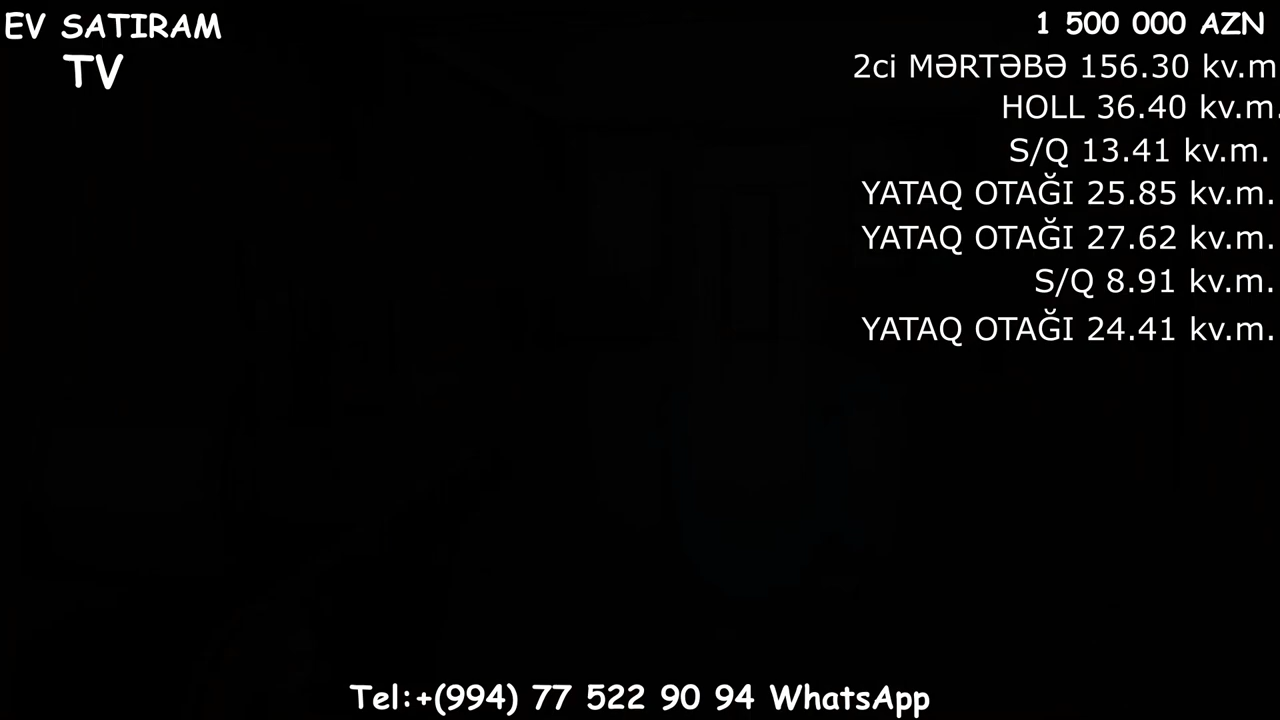 EV SATIRAM
TV
1 500 000 AZN
2ci MƏRTƏBƏ 156.30 kv.m
HOLL 36.40 kv.m.
S/Q 13.41 kv.m.
YATAQ OTAĞI 25.85 kv.m.
YATAQ OTAĞI 27.62 kv.m.
S/Q 8.91 kv.m.
YATAQ OTAĞI 24.41 kv.m.
Tel:+(994) 77 522 90 94 WhatsApp